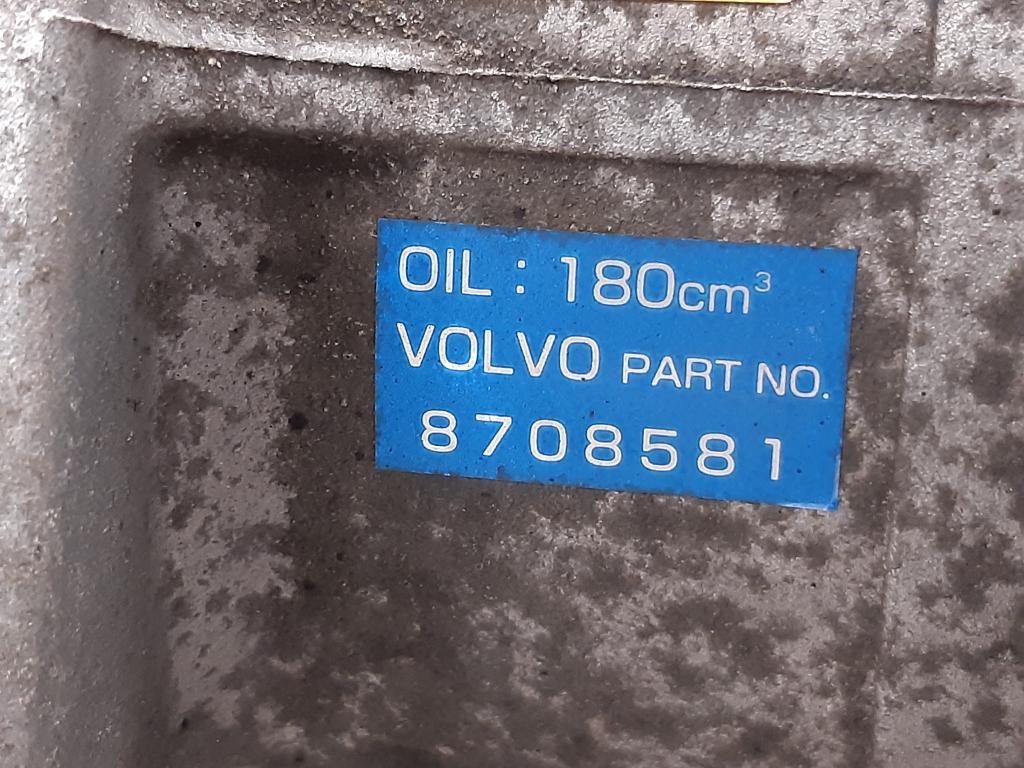 OIL : 180cm³
VOLVO PART NO.
8708581